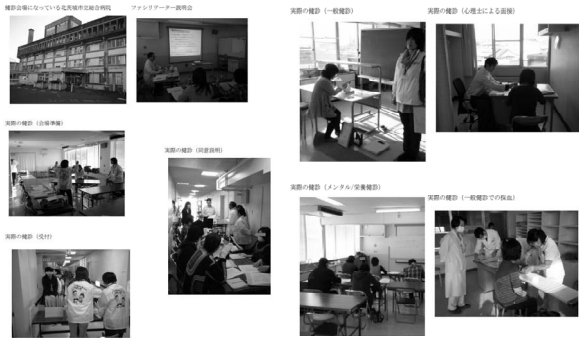 健診会場になっている北茨城市立総合病院
ファシリテーター説明会
実際の健診（会場準備）
実際の健診（同意説明）
実際の健診（受付）
実際の健診（一般健診）
実際の健診（心理士による面接）
実際の健診（メンタル/栄養健診）
実際の健診（一般健診での採血）